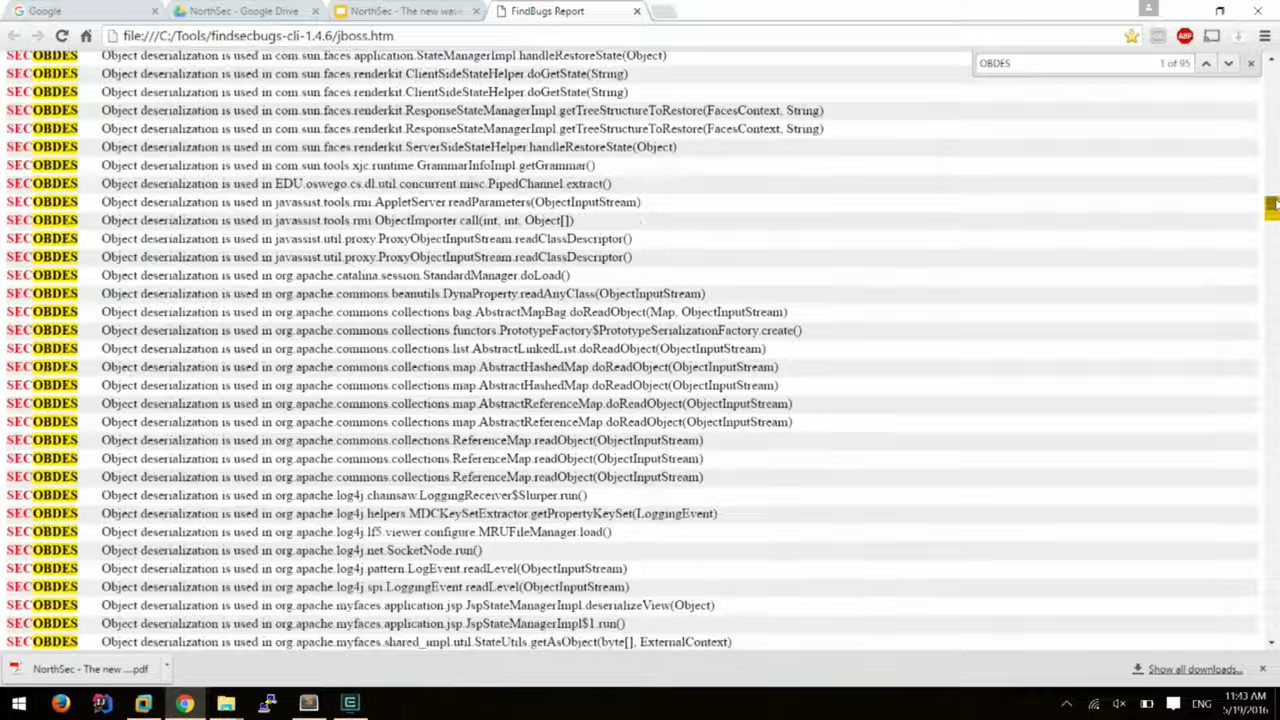 Google
NorthSec - Google Drive
NorthSec - The new wave
FindBugs Report
file:///C:/Tools/findsecbugs-cli-1.4.6/jboss.htm
OBDES
1 of 95
ABP
SECOBDES Object deserialization is used in com.sun.faces.application.StateManagerImpl.handleRestoreState(Object)
SECOBDES Object deserialization is used in com.sun.faces.renderkit.ClientSideStateHelper.doGetState(String)
SECOBDES Object deserialization is used in com.sun.faces.renderkit.ClientSideStateHelper.doGetState(String)
SECOBDES Object deserialization is used in com.sun.faces.renderkit.ResponseStateManagerImpl.getTreeStructureToRestore(FacesContext, String)
SECOBDES Object deserialization is used in com.sun.faces.renderkit.ResponseStateManagerImpl.getTreeStructureToRestore(FacesContext, String)
SECOBDES Object deserialization is used in com.sun.faces.renderkit.ServerSideStateHelper.handleRestoreState(Object)
SECOBDES Object deserialization is used in com.sun.tools.xjc.runtime.GrammarInfoImpl.getGrammar()
SECOBDES Object deserialization is used in EDU.oswego.cs.dl.util.concurrent.misc.PipedChannel.extract()
SECOBDES Object deserialization is used in javassist.tools.rmi.AppletServer.readParameters(ObjectInputStream)
SECOBDES Object deserialization is used in javassist.tools.rmi.ObjectImporter.call(int, int, Object[])
SECOBDES Object deserialization is used in javassist.util.proxy.ProxyObjectInputStream.readClassDescriptor()
SECOBDES Object deserialization is used in javassist.util.proxy.ProxyObjectInputStream.readClassDescriptor()
SECOBDES Object deserialization is used in org.apache.catalina.session.StandardManager.doLoad()
SECOBDES Object deserialization is used in org.apache.commons.beanutils.DynaProperty.readAnyClass(ObjectInputStream)
SECOBDES Object deserialization is used in org.apache.commons.collections.bag.AbstractMapBag.doReadObject(Map, ObjectInputStream)
SECOBDES Object deserialization is used in org.apache.commons.collections.functors.PrototypeFactory$PrototypeSerializationFactory.create()
SECOBDES Object deserialization is used in org.apache.commons.collections.list.AbstractLinkedList.doReadObject(ObjectInputStream)
SECOBDES Object deserialization is used in org.apache.commons.collections.map.AbstractHashedMap.doReadObject(ObjectInputStream)
SECOBDES Object deserialization is used in org.apache.commons.collections.map.AbstractHashedMap.doReadObject(ObjectInputStream)
SECOBDES Object deserialization is used in org.apache.commons.collections.map.AbstractReferenceMap.doReadObject(ObjectInputStream)
SECOBDES Object deserialization is used in org.apache.commons.collections.map.AbstractReferenceMap.doReadObject(ObjectInputStream)
SECOBDES Object deserialization is used in org.apache.commons.collections.ReferenceMap.readObject(ObjectInputStream)
SECOBDES Object deserialization is used in org.apache.commons.collections.ReferenceMap.readObject(ObjectInputStream)
SECOBDES Object deserialization is used in org.apache.commons.collections.ReferenceMap.readObject(ObjectInputStream)
SECOBDES Object deserialization is used in org.apache.log4j.chainsaw.LoggingReceiver$Slurper.run()
SECOBDES Object deserialization is used in org.apache.log4j.helpers.MDCKeySetExtractor.getPropertyKeySet(LoggingEvent)
SECOBDES Object deserialization is used in org.apache.log4j.lf5.viewer.configure.MRUFileManager.load()
SECOBDES Object deserialization is used in org.apache.log4j.net.SocketNode.run()
SECOBDES Object deserialization is used in org.apache.log4j.pattern.LogEvent.readLevel(ObjectInputStream)
SECOBDES Object deserialization is used in org.apache.log4j.spi.LoggingEvent.readLevel(ObjectInputStream)
SECOBDES Object deserialization is used in org.apache.myfaces.application.jsp.JspStateManagerImpl.deserializeView(Object)
SECOBDES Object deserialization is used in org.apache.myfaces.application.jsp.JspStateManagerImpl$1.run()
SECOBDES Object deserialization is used in org.apache.myfaces.shared_impl.util.StateUtils.getAsObject(byte[], ExternalContext)
NorthSec - The new ....pdf
Show all downloads...
ENG
11:43 AM
5/19/2016